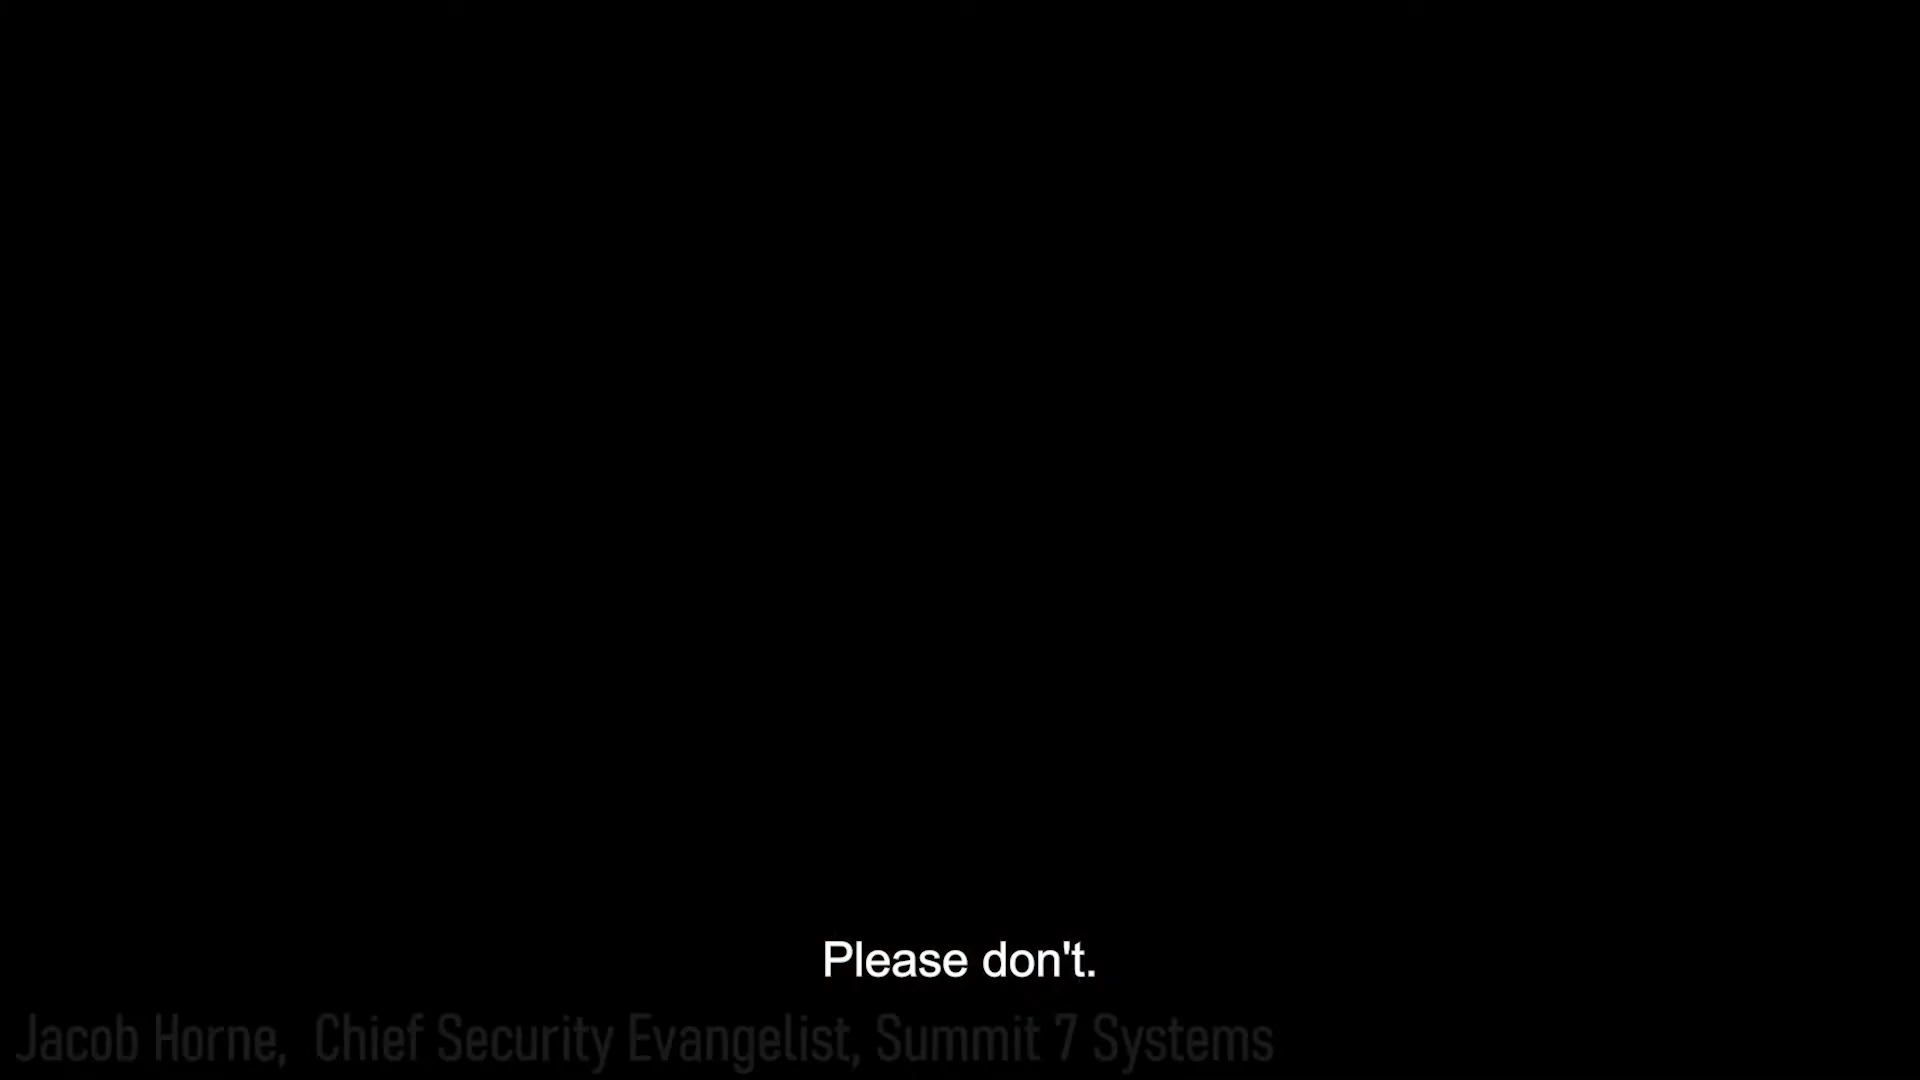 Please don't.
Jacob Horne, Chief Security Evangelist, Summit 7 Systems